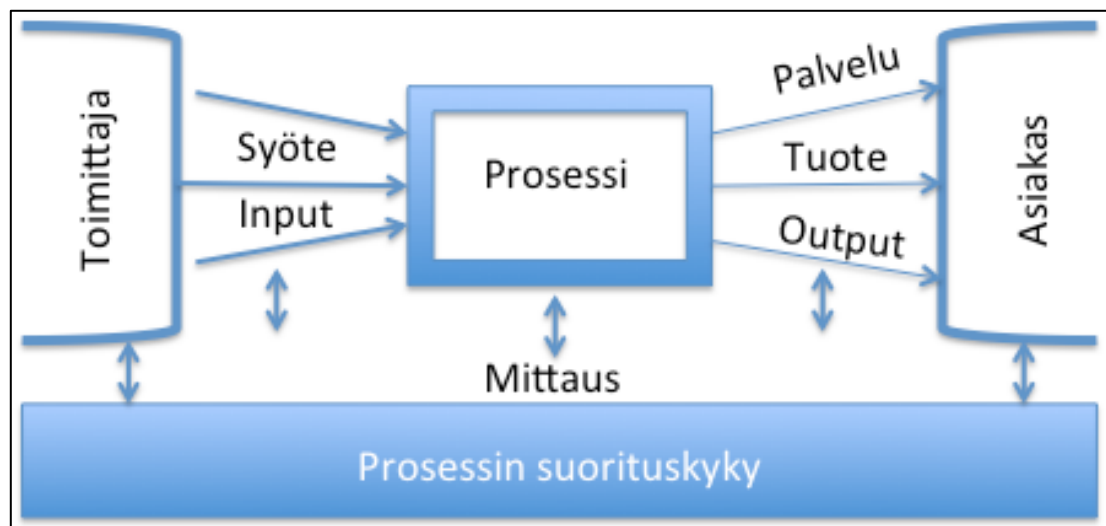 Toimittaja
Syöte
Input
Prosessi
Palvelu
Tuote
Output
Asiakas
Mittaus
Prosessin suorituskyky